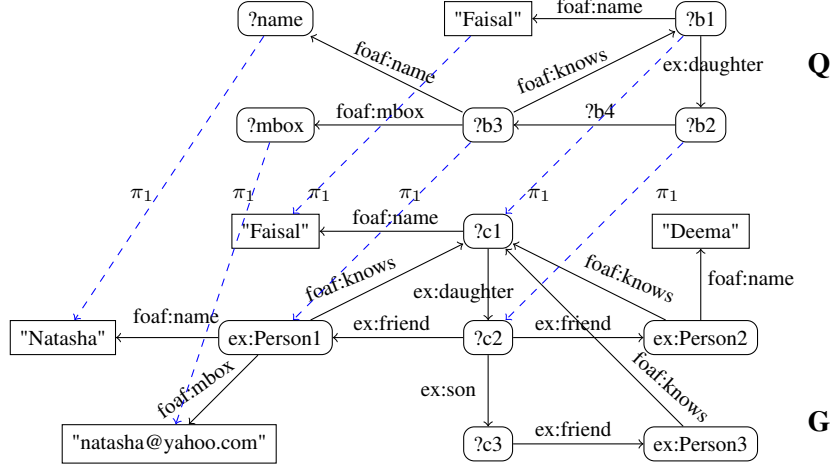 ?name
"Faisal"
foaf:name
?b1
foaf:name
foaf:knows
ex:daughter
Q
?mbox
foaf:mbox
?b3
?b4
?b2
π1
π1
π1
π1
π1
π1
"Faisal"
foaf:name
?c1
"Deema"
foaf:knows
ex:daughter
foaf:knows
foaf:name
"Natasha"
foaf:name
ex:Person1
ex:friend
?c2
ex:friend
ex:Person2
foaf:mbox
ex:son
foaf:knows
"natasha@yahoo.com"
?c3
ex:friend
ex:Person3
G